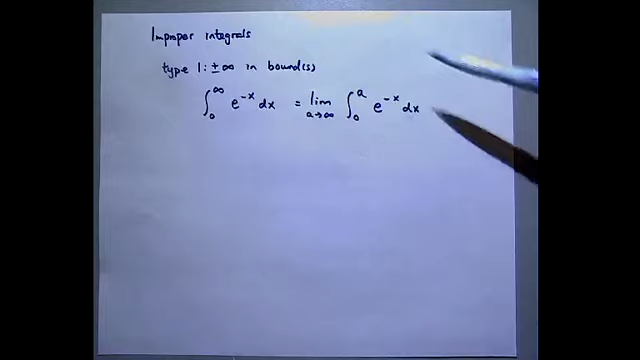 Improper integrals
type 1: ±∞ in bound(s)
∫₀^∞ e^{-x} dx = lim_{a→∞} ∫₀^a e^{-x} dx